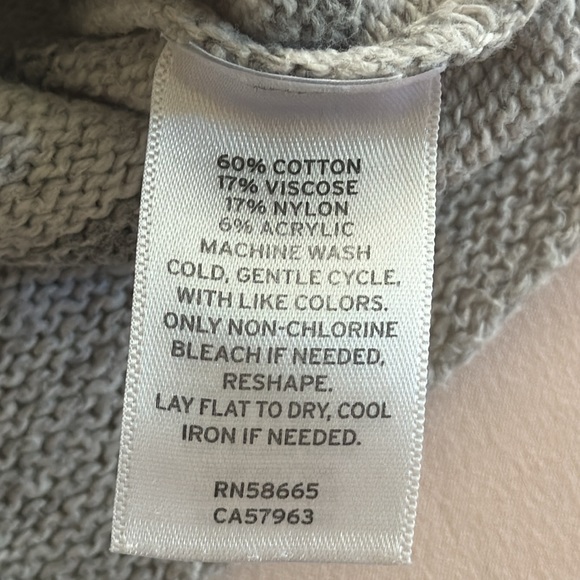 60% COTTON
17% VISCOSE
17% NYLON
6% ACRYLIC
MACHINE WASH
COLD, GENTLE CYCLE,
WITH LIKE COLORS.
ONLY NON-CHLORINE
BLEACH IF NEEDED,
RESHAPE.
LAY FLAT TO DRY, COOL
IRON IF NEEDED.
RN58665
CA57963